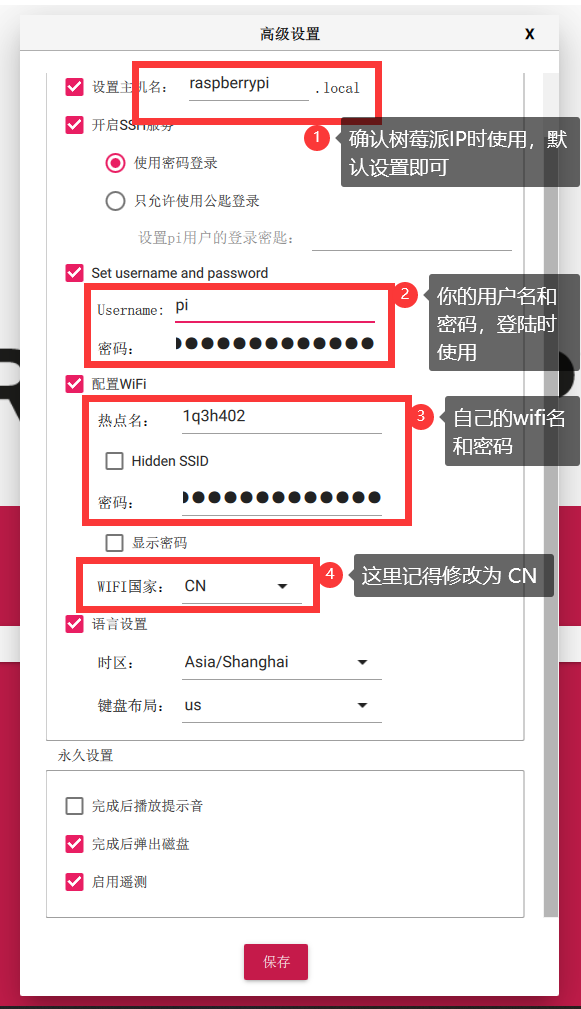 高级设置
X
设置主机名:
raspberrypi
.local
开启SSH服务
1
确认树莓派IP时使用，默
认设置即可
使用密码登录
只允许使用公匙登录
设置pi用户的登录密匙:
Set username and password
Username:
pi
密码:
2
你的用户名和
密码，登陆时
使用
配置WiFi
热点名:
1q3h402
3
自己的wifi名
和密码
Hidden SSID
密码:
显示密码
WIFI国家:
CN
4
这里记得修改为 CN
语言设置
时区:
Asia/Shanghai
键盘布局:
us
永久设置
完成后播放提示音
完成后弹出磁盘
启用遥测
保存